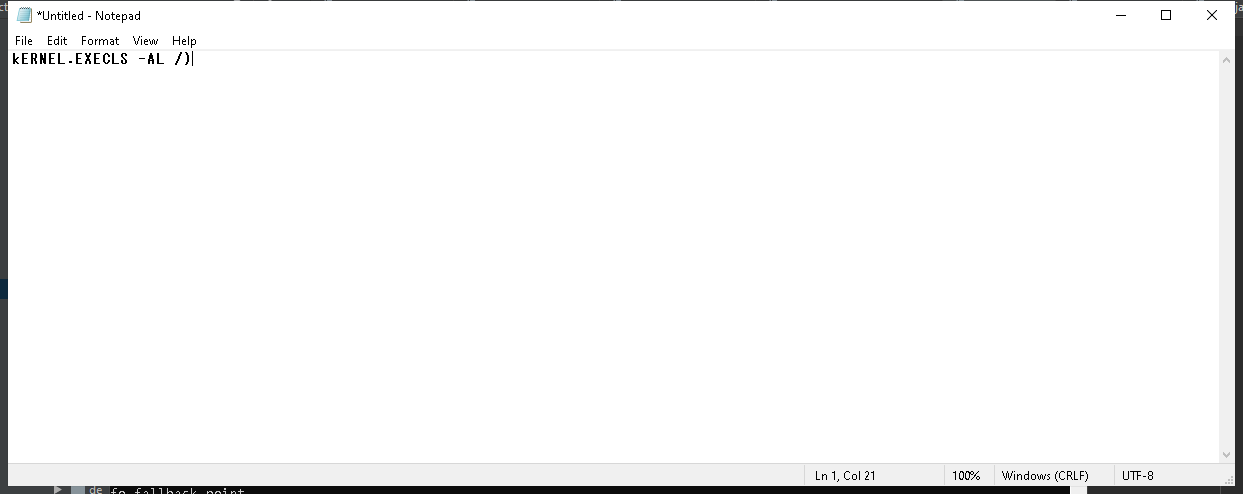 *Untitled - Notepad
File Edit Format View Help
kERNEL.EXECLS -AL /)
Ln 1, Col 21 100% Windows (CRLF) UTF-8
de fo fallback point